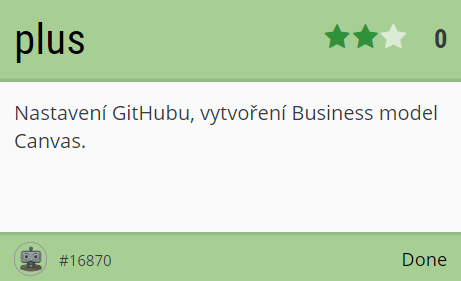 plus
0
Nastavení GitHubu, vytvoření Business model
Canvas.
#16870
Done